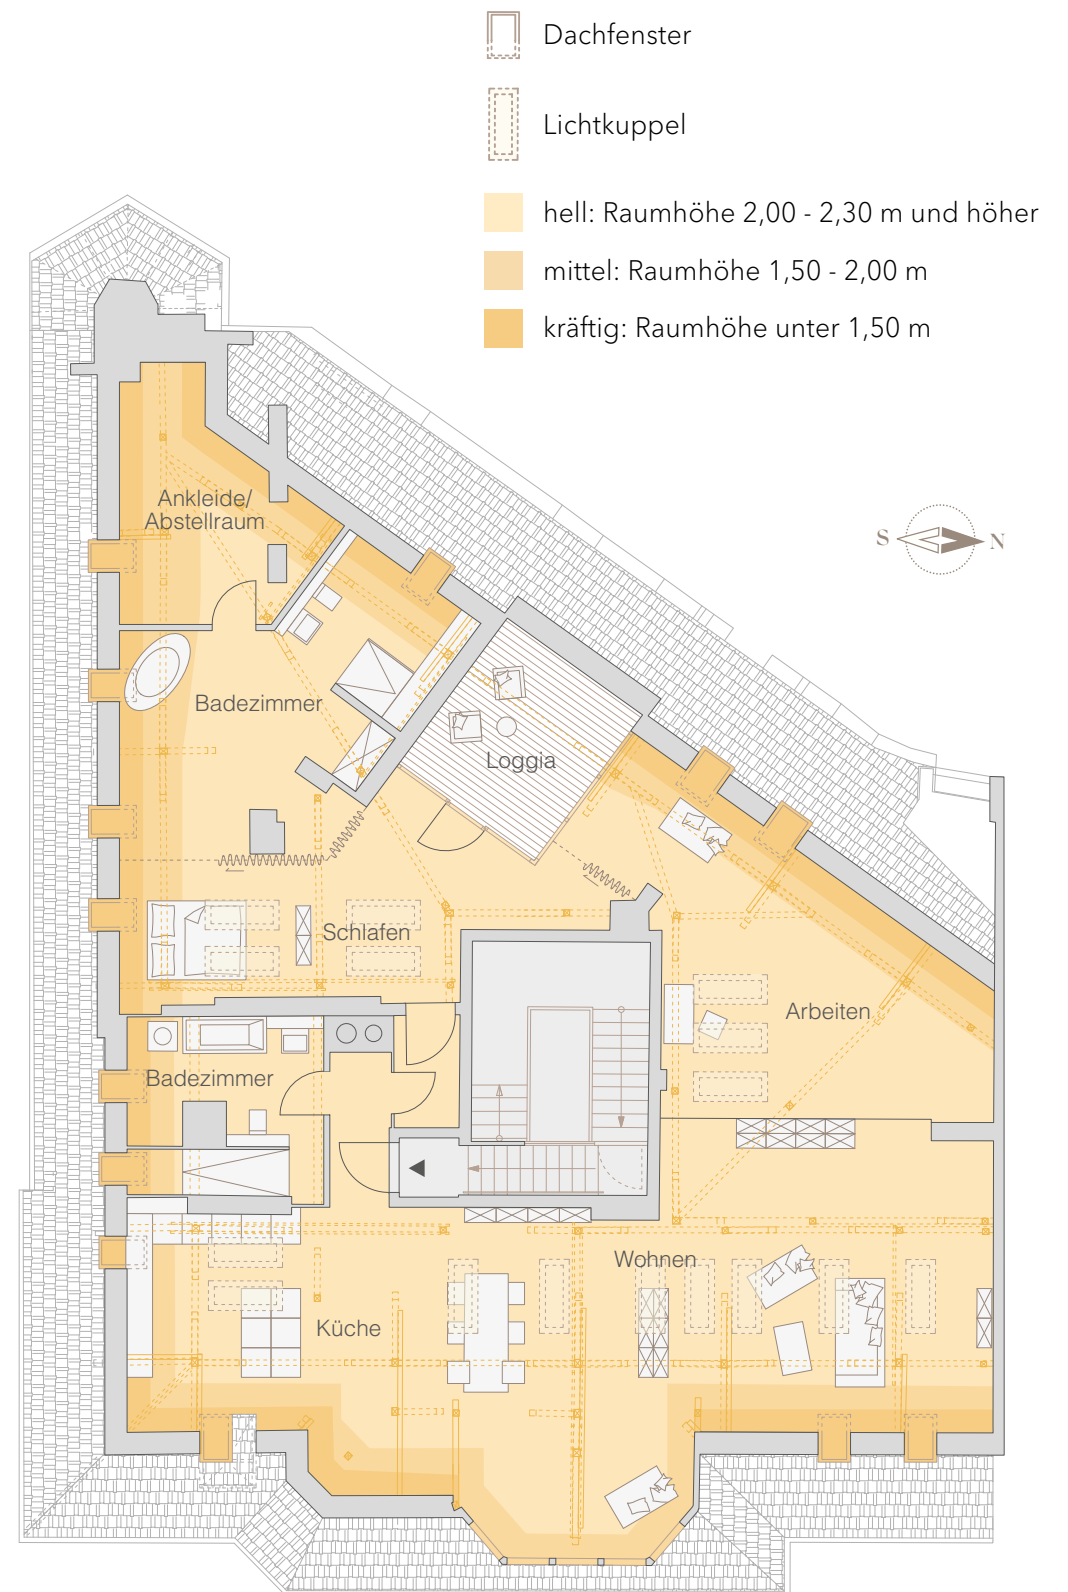 Dachfenster
Lichtkuppel
hell: Raumhöhe 2,00 - 2,30 m und höher
mittel: Raumhöhe 1,50 - 2,00 m
kräftig: Raumhöhe unter 1,50 m
S N
Ankleide/
Abstellraum
Badezimmer
Loggia
Schlafen
Arbeiten
Badezimmer
Wohnen
Küche